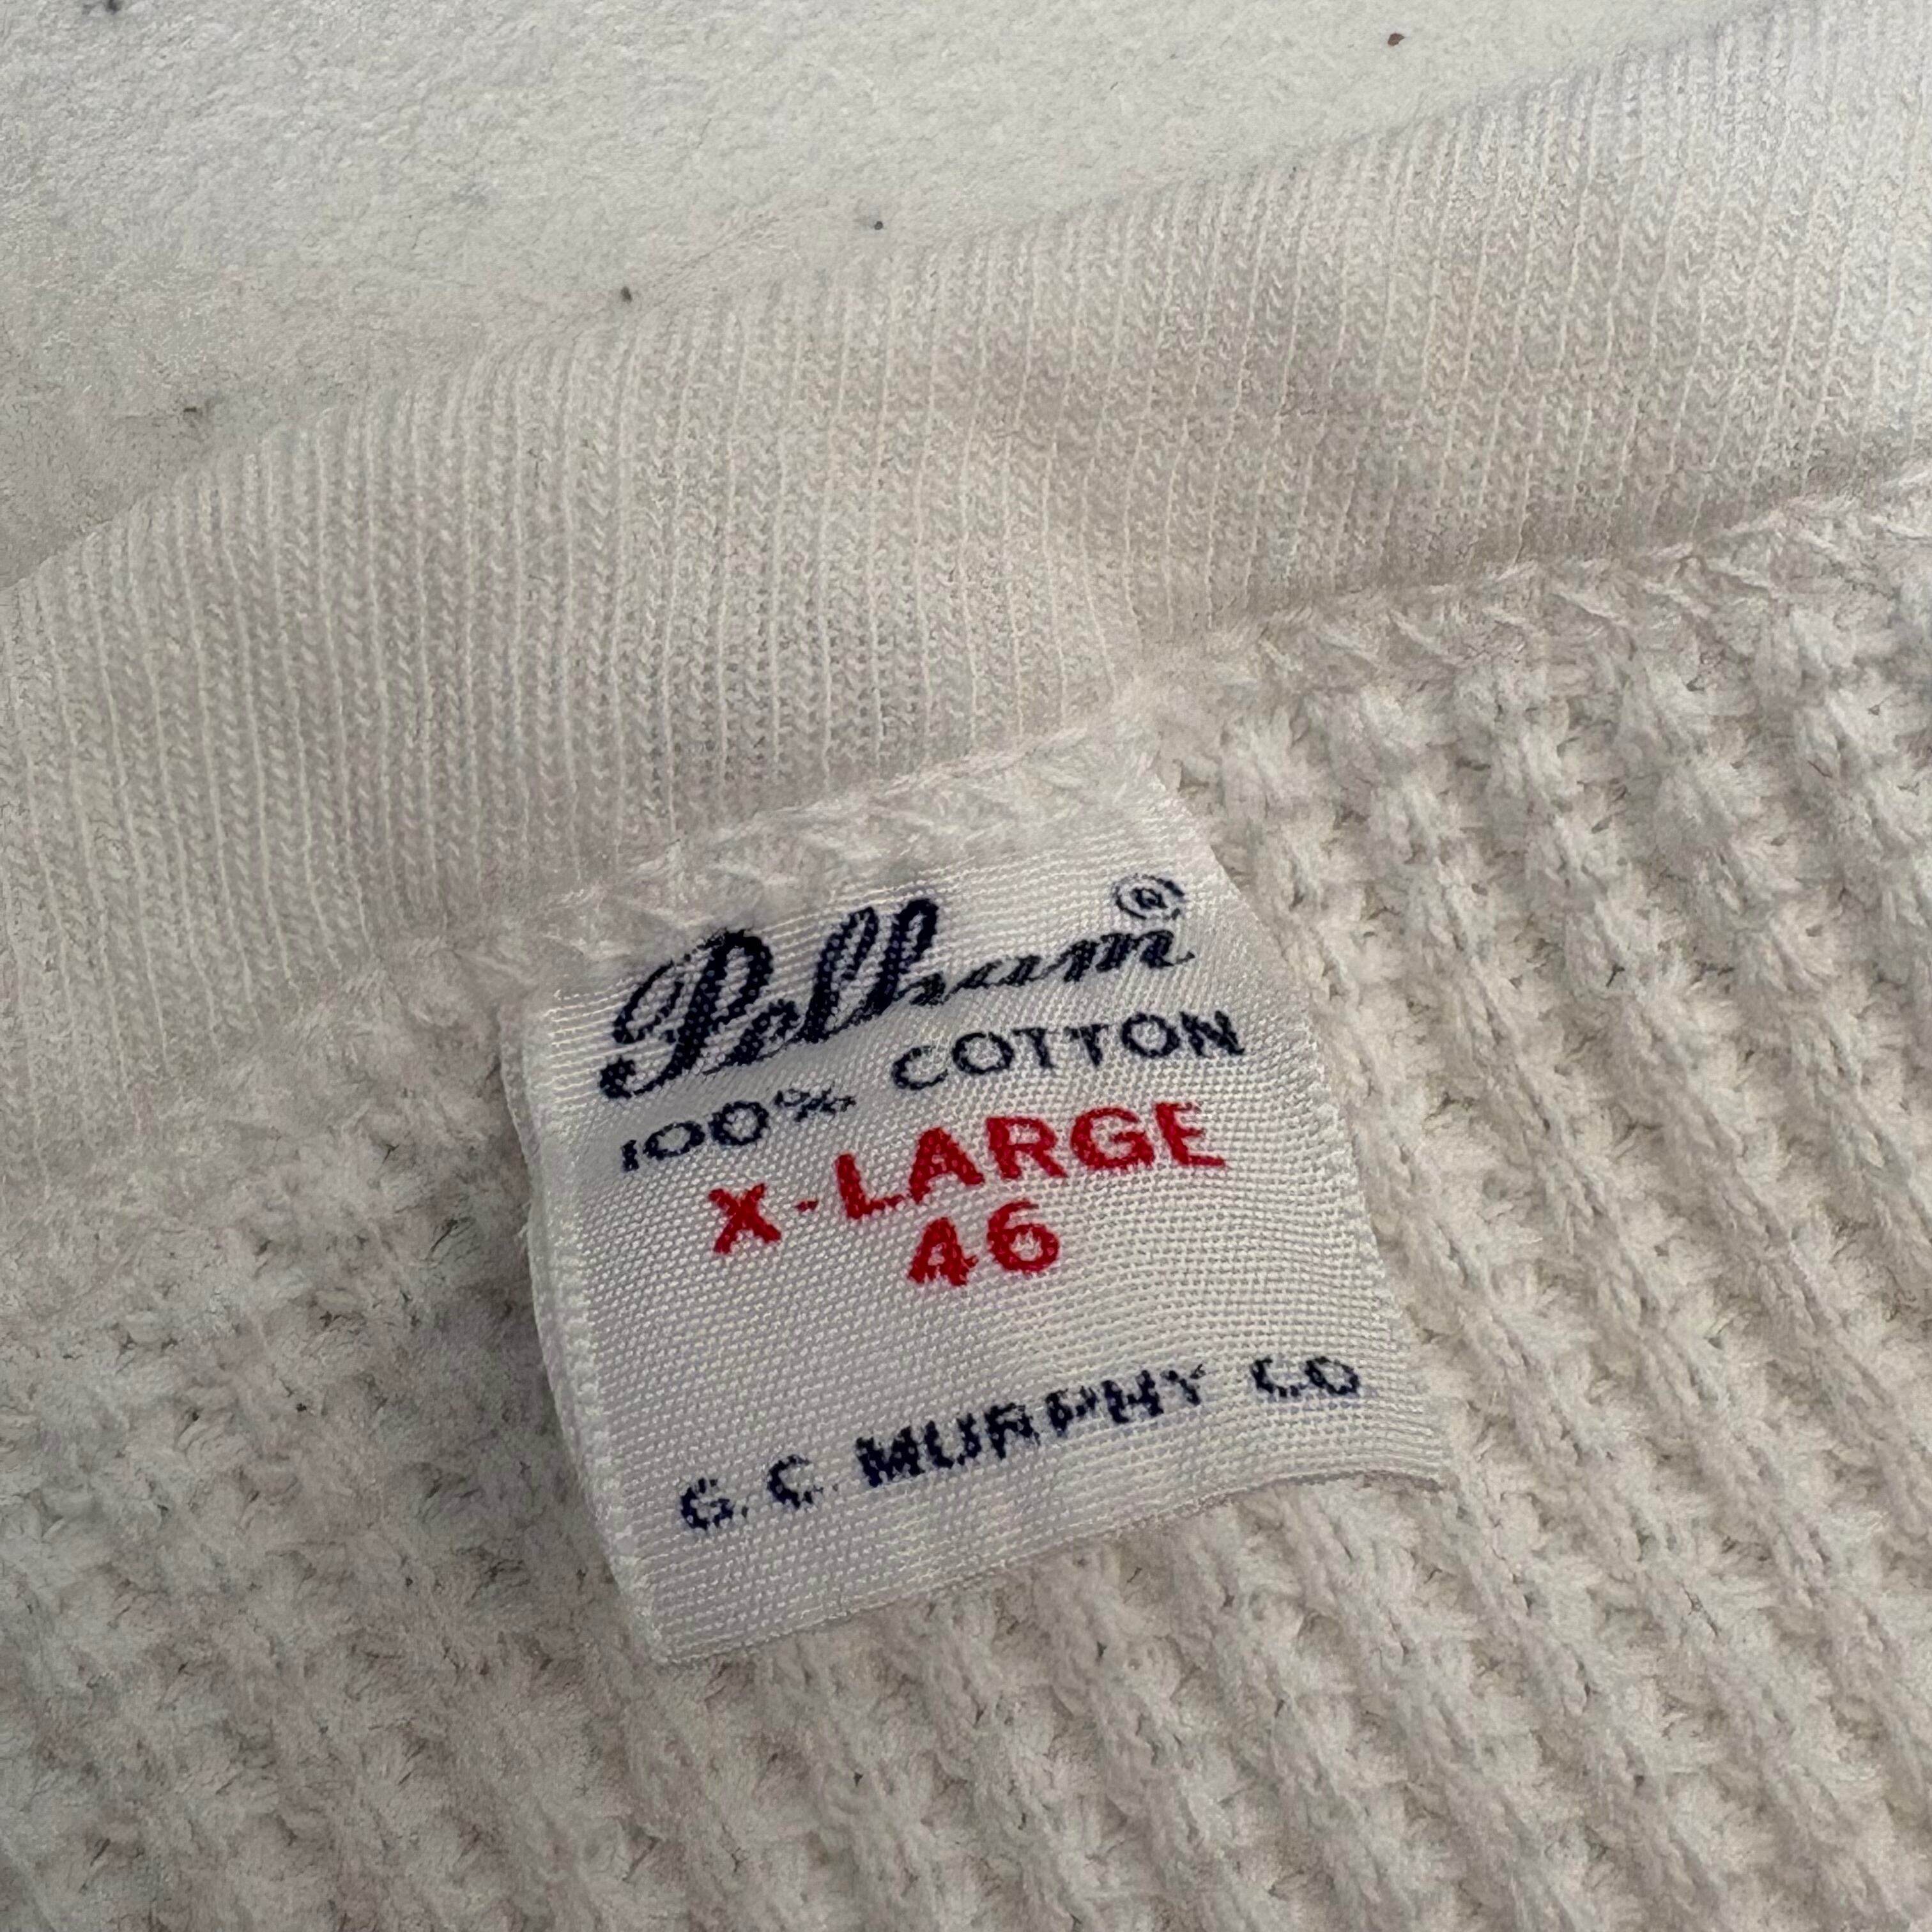 Pelham®
100% COTTON
X-LARGE
46
G.C. MURPHY CO